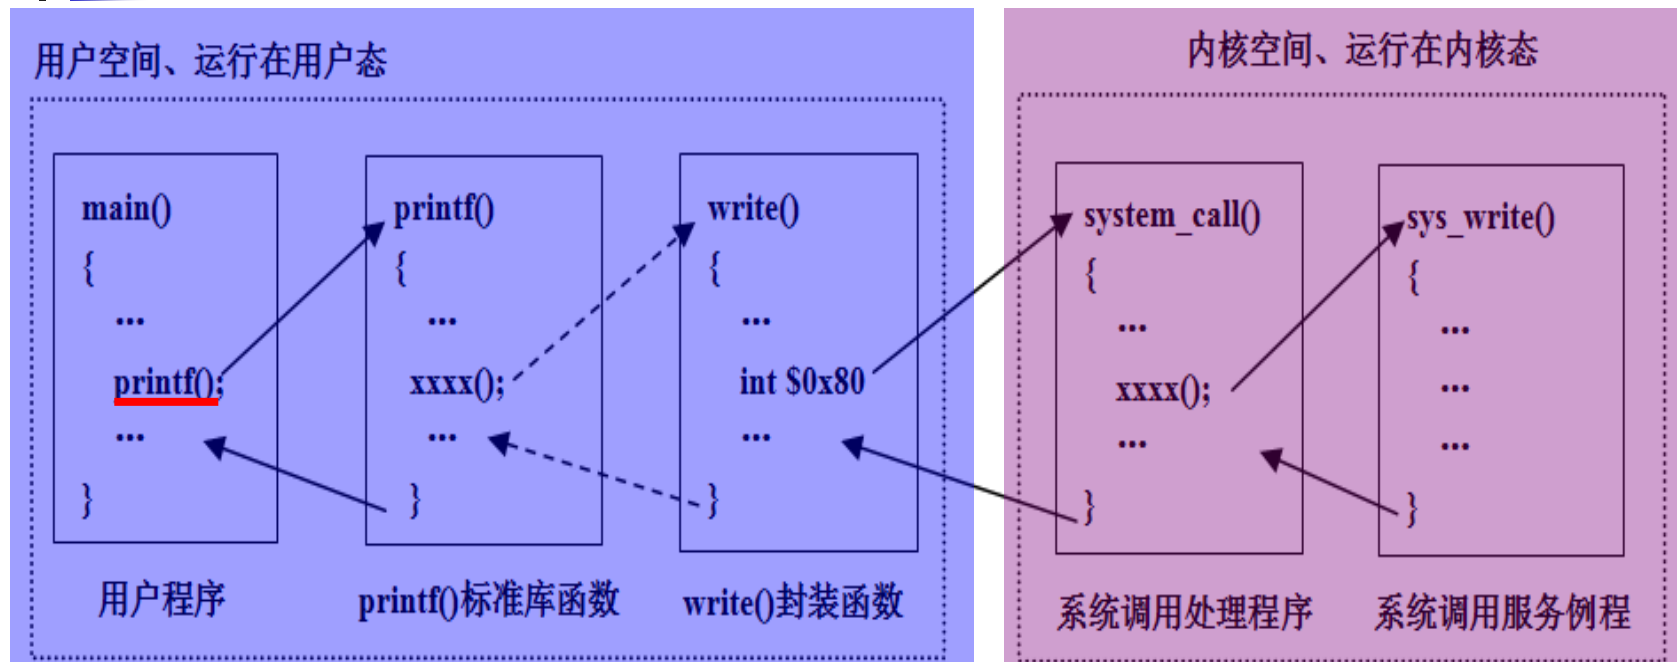 用户空间、运行在用户态
内核空间、运行在内核态
main()
{
...
printf();
...
}
用户程序
printf()
{
...
xxxx();
...
}
printf()标准库函数
write()
{
...
int $0x80
...
}
write()封装函数
system_call()
{
...
xxxx();
...
}
系统调用处理程序
sys_write()
{
...
...
...
}
系统调用服务例程